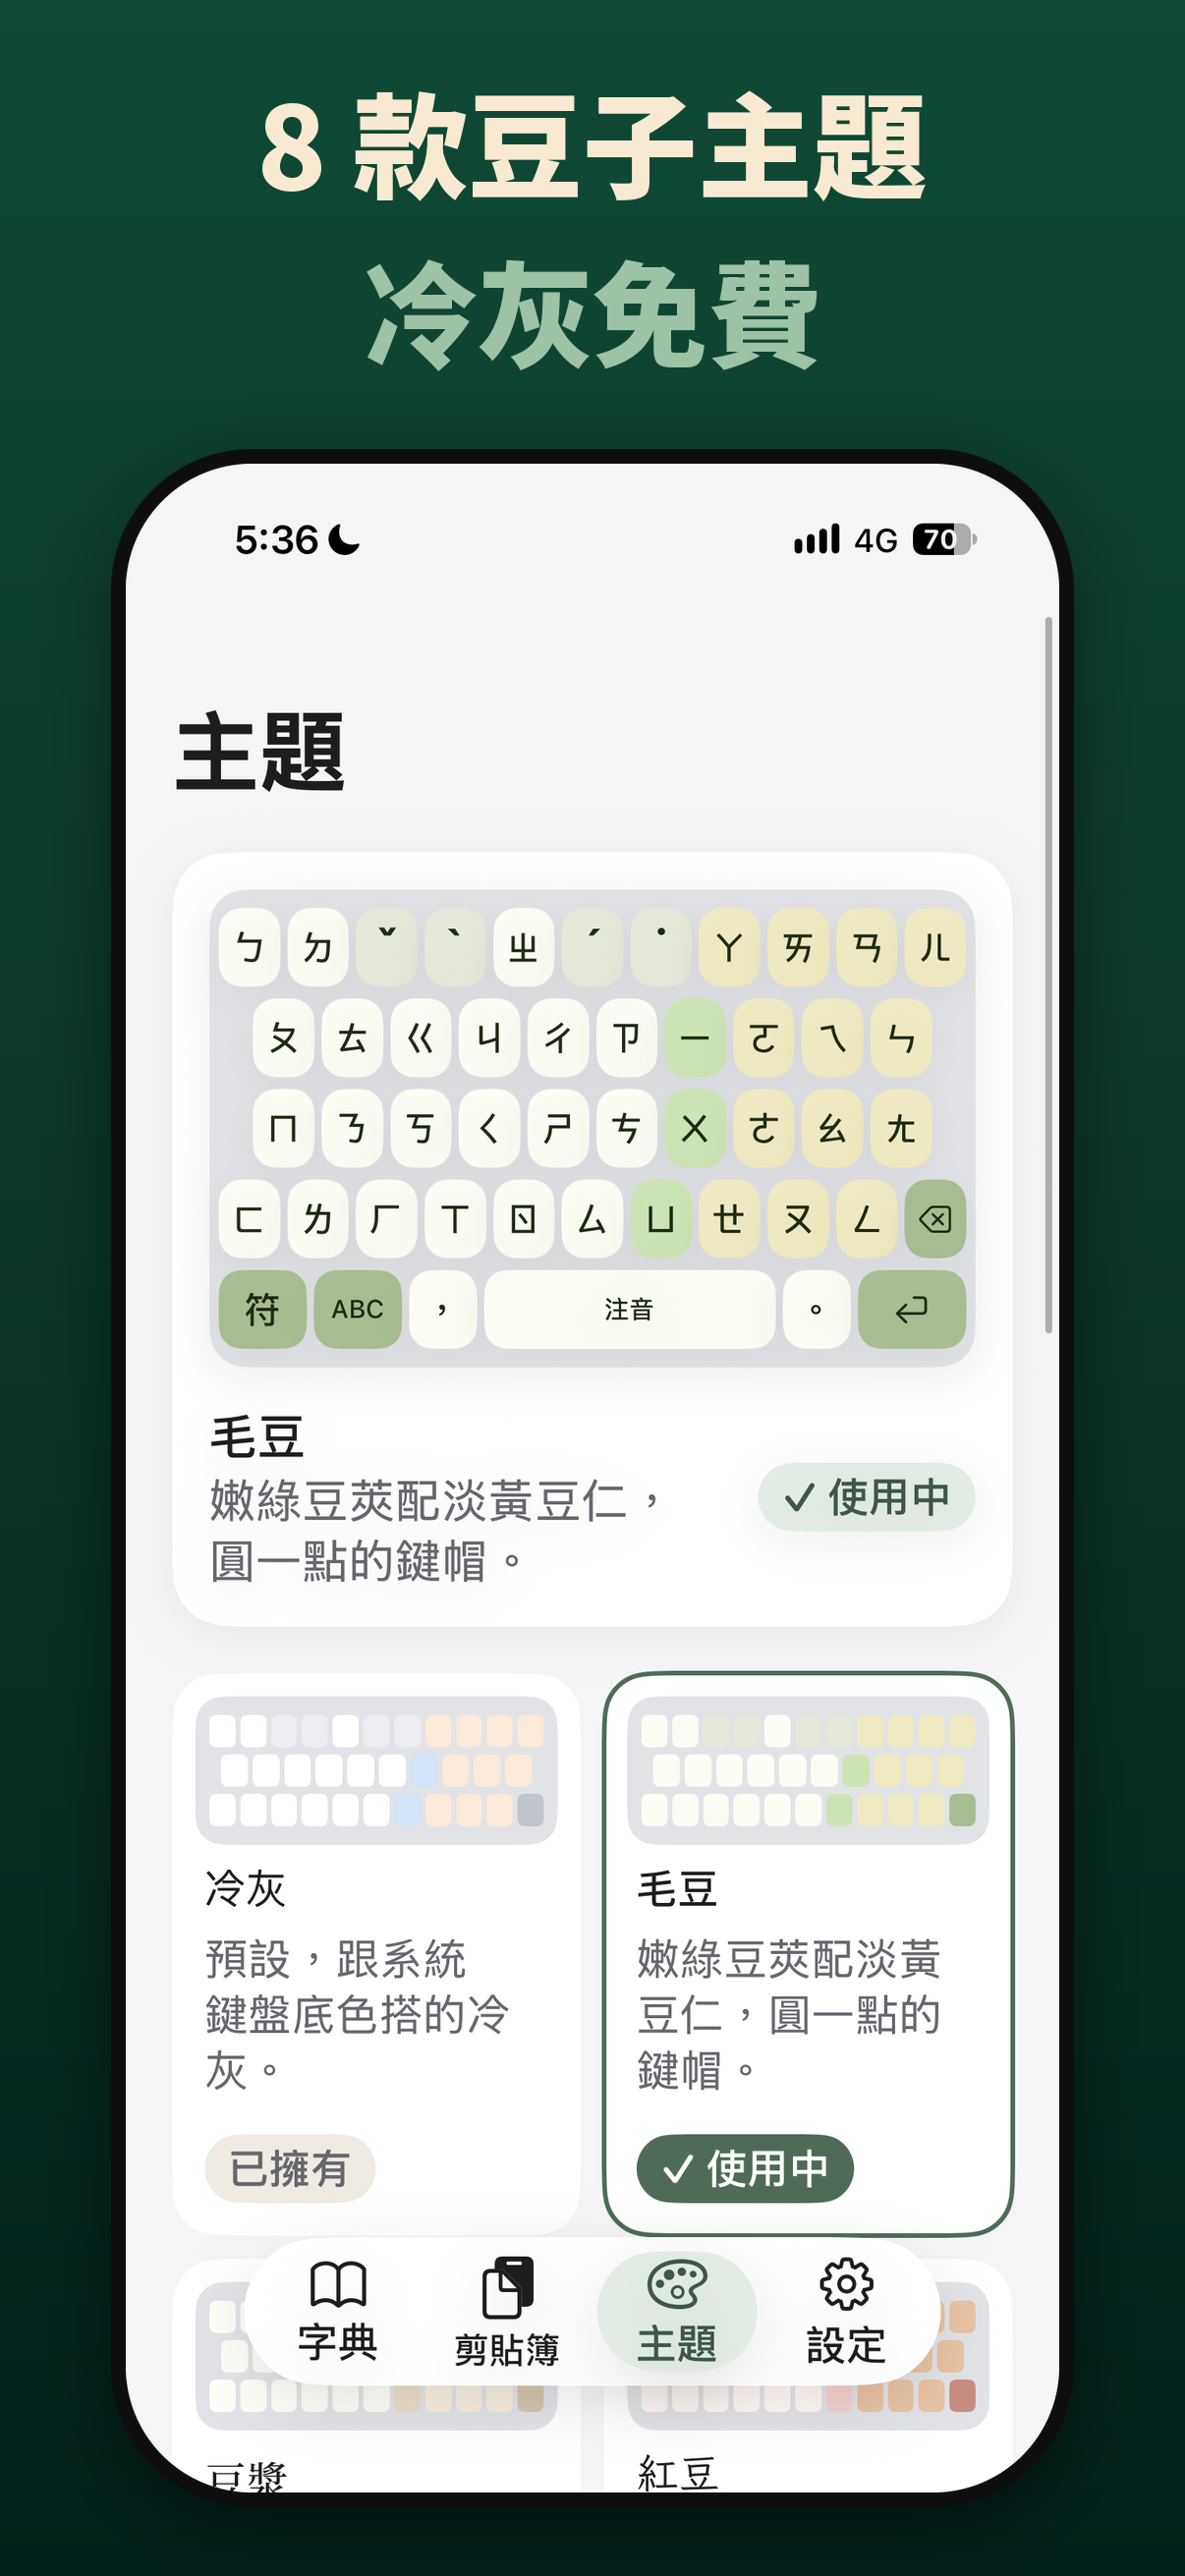 8 款豆子主題
冷灰免費
5:36 4G 70
主題
ㄅ ㄉ ˇ ˋ ㄓ ˊ ˙ ㄚ ㄞ ㄢ ㄦ
ㄆ ㄊ ㄍ ㄐ ㄔ ㄗ ㄧ ㄛ ㄟ ㄣ
ㄇ ㄋ ㄎ ㄑ ㄕ ㄘ ㄨ ㄜ ㄠ ㄤ
ㄈ ㄌ ㄏ ㄒ ㄖ ㄙ ㄩ ㄝ ㄡ ㄥ
符 ABC ， 注音 。
毛豆
嫩綠豆莢配淡黃豆仁，
圓一點的鍵帽。
✓ 使用中
冷灰
預設，跟系統
鍵盤底色搭的冷
灰。
已擁有
毛豆
嫩綠豆莢配淡黃
豆仁，圓一點的
鍵帽。
✓ 使用中
豆漿
紅豆
字典
剪貼簿
主題
設定